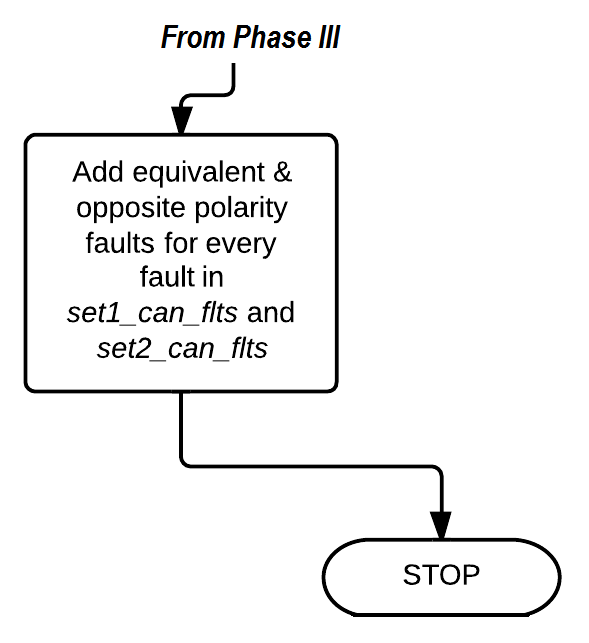 From Phase III
Add equivalent &
opposite polarity
faults for every
fault in
set1_can_flts and
set2_can_flts
STOP